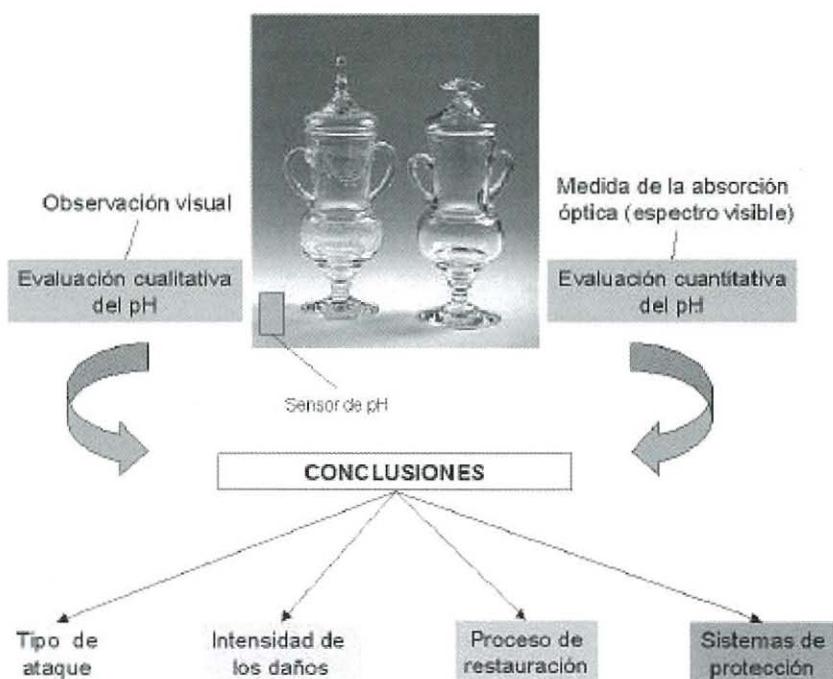 Observación visual
Evaluación cualitativa
del pH
Medida de la absorción
óptica (espectro visible)
Evaluación cuantitativa
del pH
Sensor de pH
CONCLUSIONES
Tipo de
ataque
Intensidad de
los daños
Proceso de
restauración
Sistemas de
protección